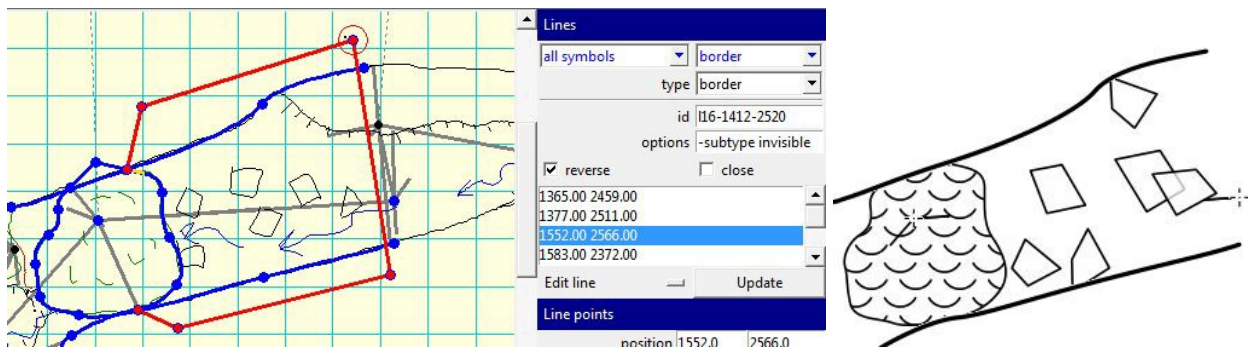 Lines
all symbols border
type border
id l16-1412-2520
options -subtype invisible
reverse close
1365.00 2459.00
1377.00 2511.00
1552.00 2566.00
1583.00 2372.00
Edit line Update
Line points
position 1552.0 2566.0